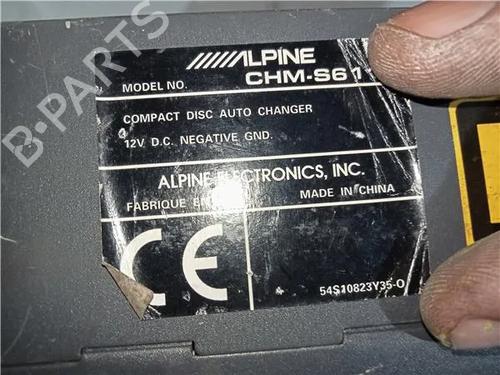 ALPINE
MODEL NO. CHM-S61
COMPACT DISC AUTO CHANGER
12V D.C. NEGATIVE GND.
ALPINE ELECTRONICS, INC.
FABRIQUE EN MADE IN CHINA
CE
54S10823Y35-O
B-PARTS